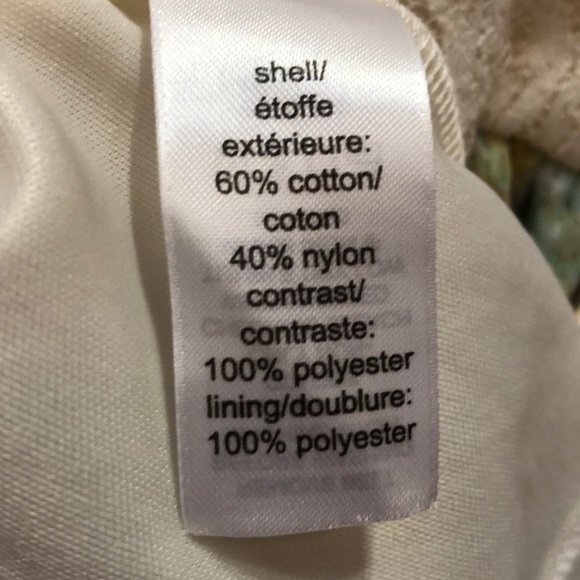 shell/
étoffe
extérieure:
60% cotton/
coton
40% nylon
contrast/
contraste:
100% polyester
lining/doublure:
100% polyester